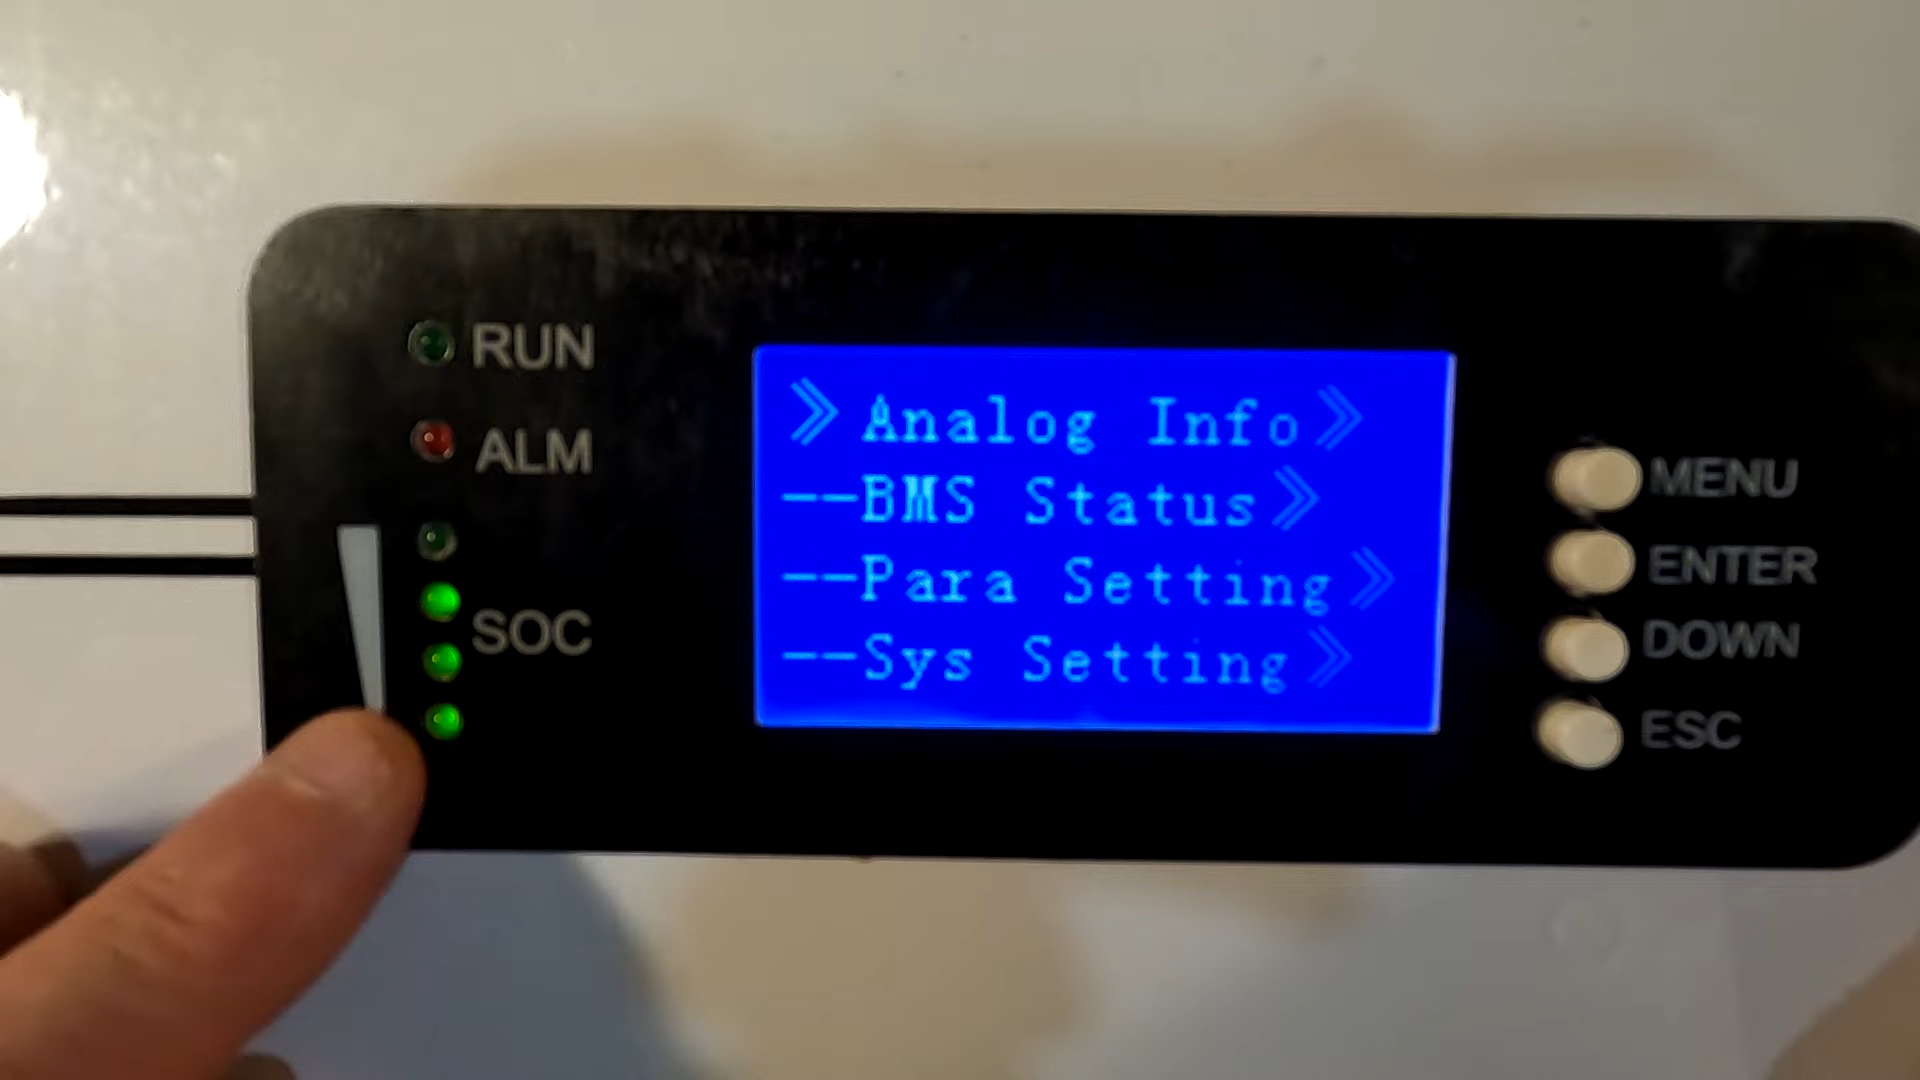 RUN
ALM
SOC
》Analog Info》
--BMS Status》
--Para Setting》
--Sys Setting》
MENU
ENTER
DOWN
ESC